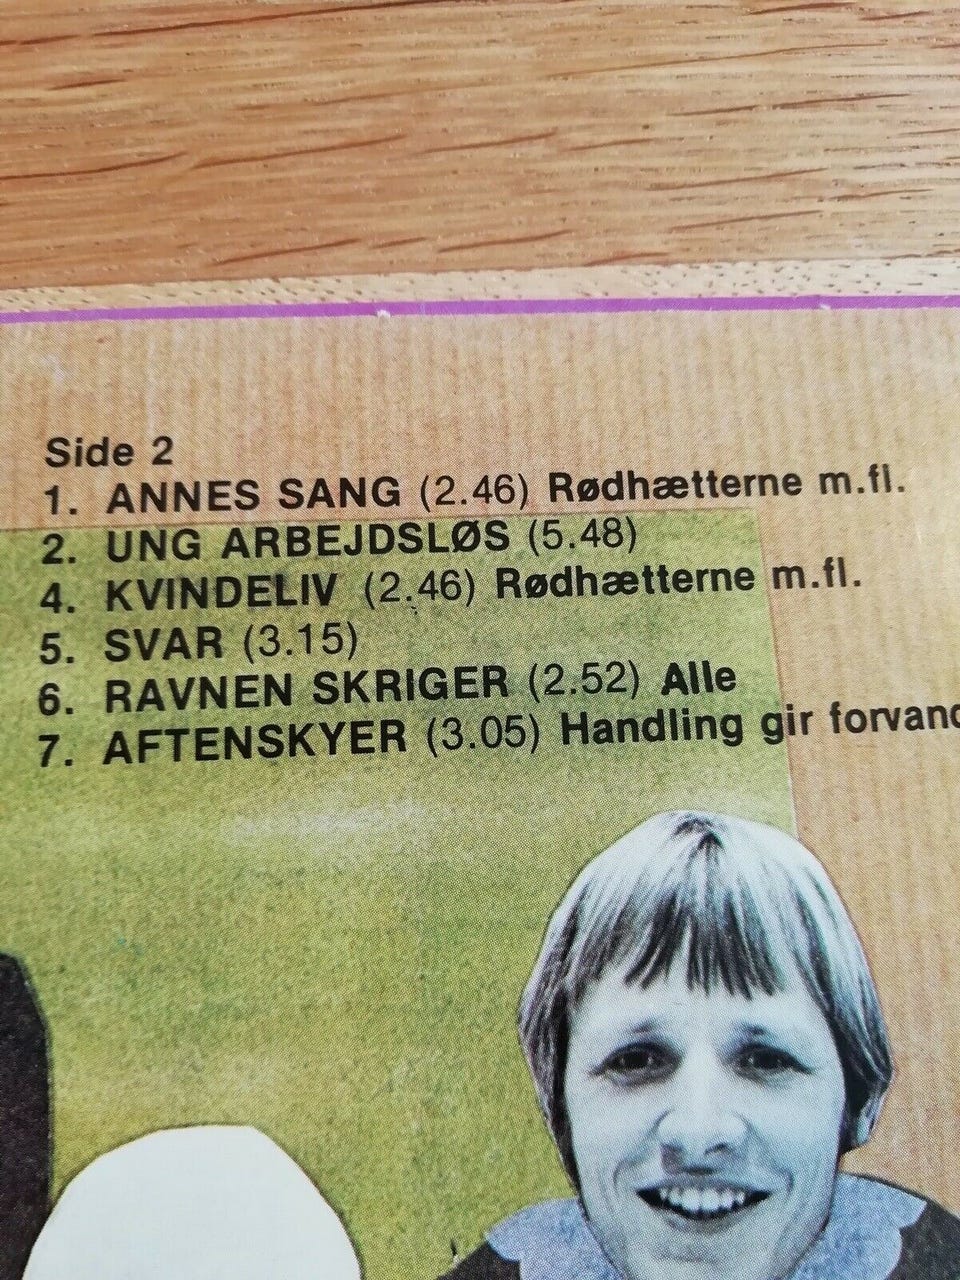 Side 2
1. ANNES SANG (2.46) Rødhætterne m.fl.
2. UNG ARBEJDSLØS (5.48)
4. KVINDELIV (2.46) Rødhætterne m.fl.
5. SVAR (3.15)
6. RAVNEN SKRIGER (2.52) Alle
7. AFTENSKYER (3.05) Handling gir